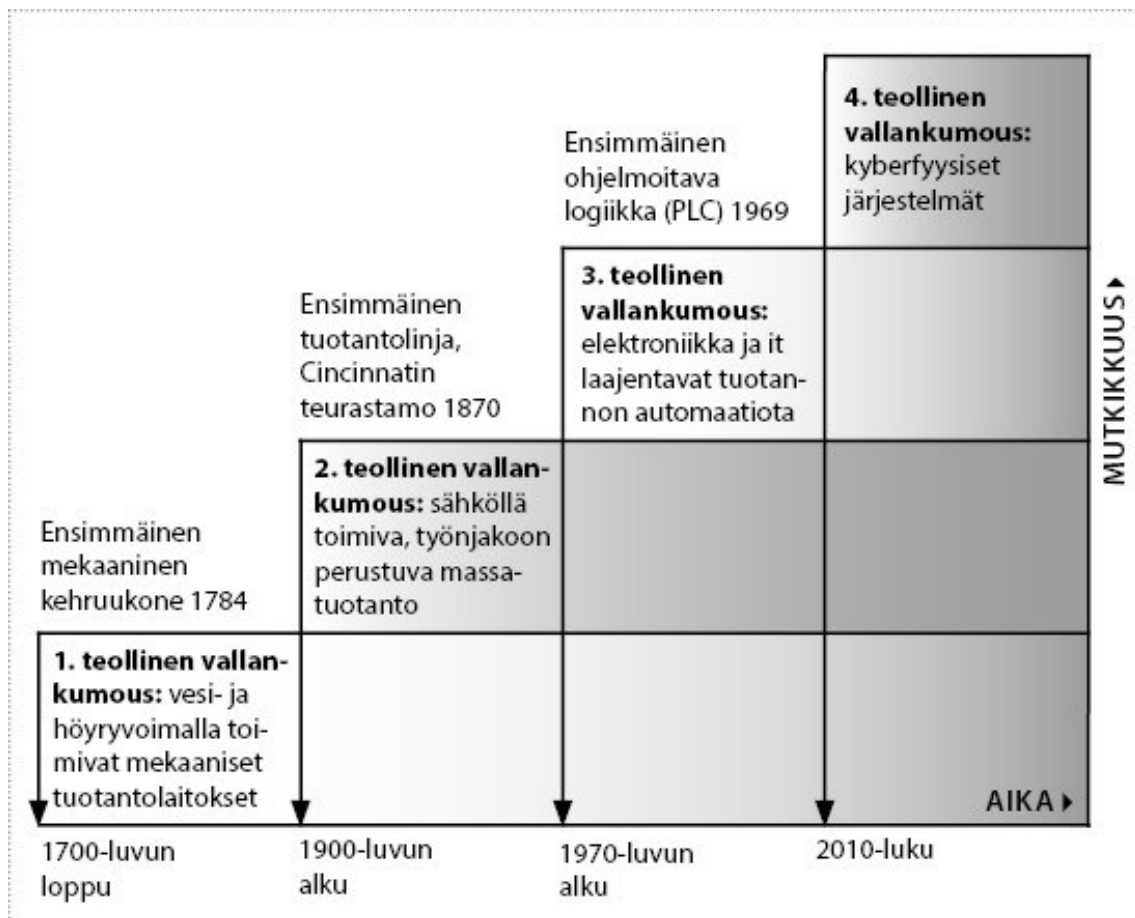 4. teollinen
vallankumous:
kyberfyysiset
järjestelmät
Ensimmäinen
ohjelmoitava
logiikka (PLC) 1969
3. teollinen
vallankumous:
elektroniikka ja it
laajentavat tuotan-
non automaatiota
Ensimmäinen
tuotantolinja,
Cincinnatin
teurastamo 1870
2. teollinen vallan-
kumous: sähköllä
toimiva, työnjakoon
perustuva massa-
tuotanto
Ensimmäinen
mekaaninen
kehruukone 1784
1. teollinen vallan-
kumous: vesi- ja
höyryvoimalla toi-
mivat mekaaniset
tuotantolaitokset
MUTKIKKUUS
AIKA
1700-luvun
loppu
1900-luvun
alku
1970-luvun
alku
2010-luku